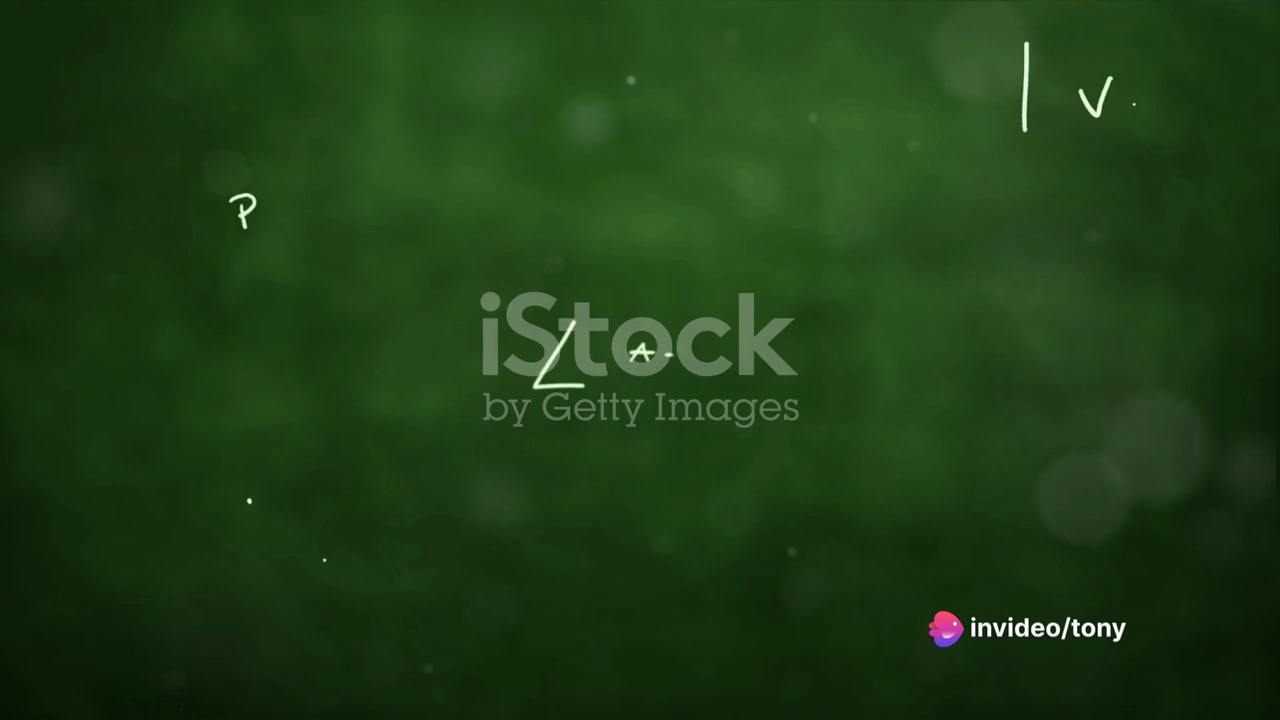 | v
P
iStock
∠ A -
by Getty Images
invideo/tony